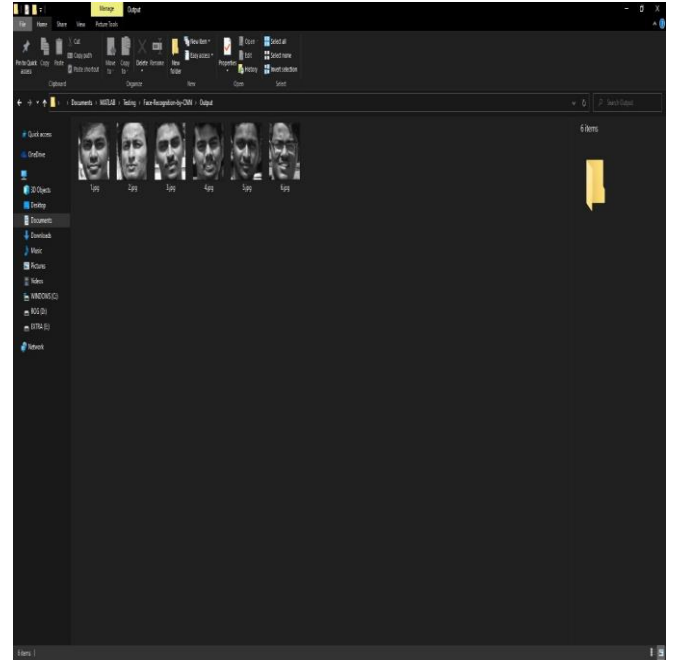 Manage Output
File Home Share View Picture Tools
Pin to Quick access
Copy
Paste
Cut
Copy path
Paste shortcut
Move to
Copy to
Delete
Rename
New folder
New item
Easy access
Properties
Open
Edit
History
Select all
Select none
Invert selection
Clipboard Organize New Open Select
Documents › MATLAB › Testing › Face-Recognition-by-CNN › Output
Search Output
Quick access
OneDrive
3D Objects
Desktop
Documents
Downloads
Music
Pictures
Videos
WINDOWS (C:)
ROG (D:)
EXTRA (E:)
Network
1.jpg 2.jpg 3.jpg 4.jpg 5.jpg 6.jpg
6 items
6 items